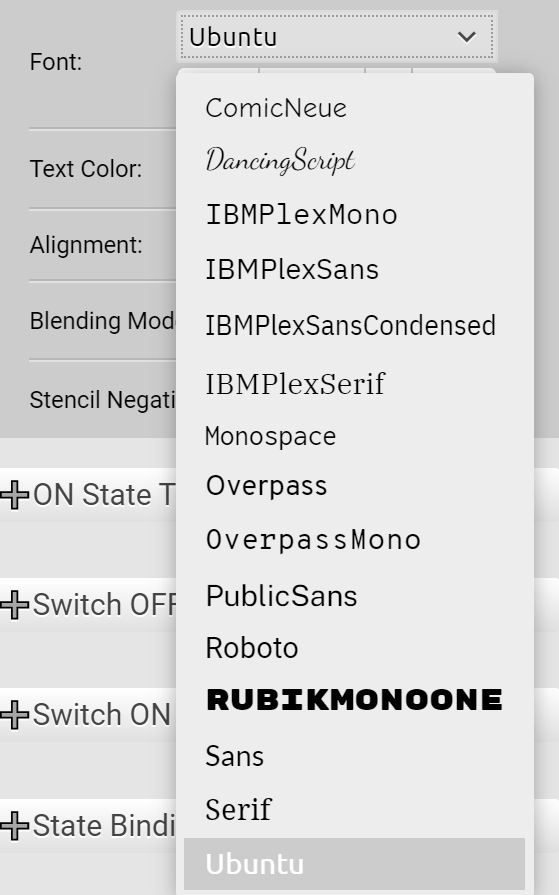 Font:
Ubuntu
ComicNeue
DancingScript
Text Color:
IBMPlexMono
Alignment:
IBMPlexSans
Blending Mod
IBMPlexSansCondensed
IBMPlexSerif
Stencil Negati
Monospace
ON State T
Overpass
OverpassMono
Switch OFF
PublicSans
Roboto
Switch ON
RUBIKMONOONE
Sans
State Bindi
Serif
Ubuntu